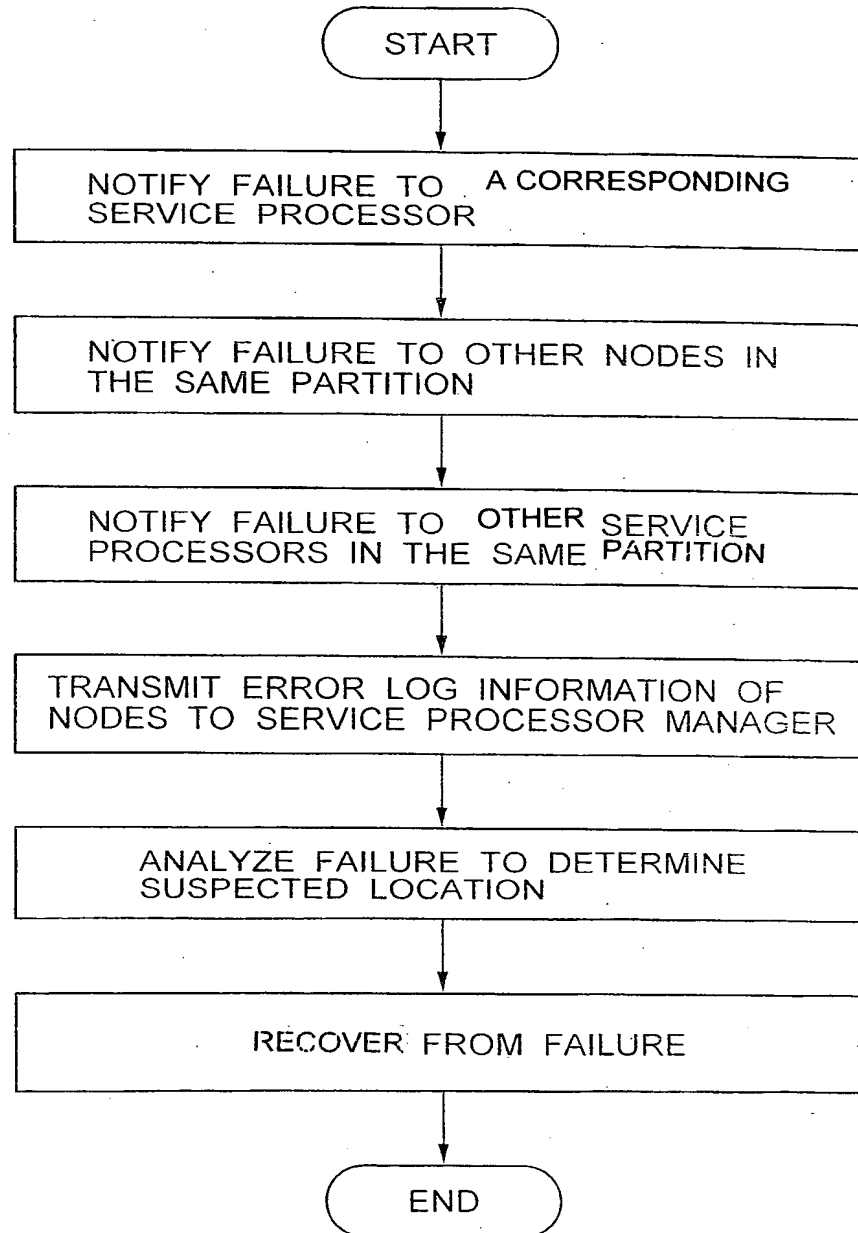 START
NOTIFY FAILURE TO A CORRESPONDING
SERVICE PROCESSOR
NOTIFY FAILURE TO OTHER NODES IN
THE SAME PARTITION
NOTIFY FAILURE TO OTHER SERVICE
PROCESSORS IN THE SAME PARTITION
TRANSMIT ERROR LOG INFORMATION OF
NODES TO SERVICE PROCESSOR MANAGER
ANALYZE FAILURE TO DETERMINE
SUSPECTED LOCATION
RECOVER FROM FAILURE
END